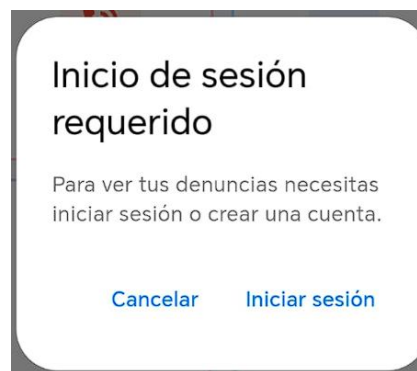 Inicio de sesión
requerido
Para ver tus denuncias necesitas
iniciar sesión o crear una cuenta.
Cancelar Iniciar sesión